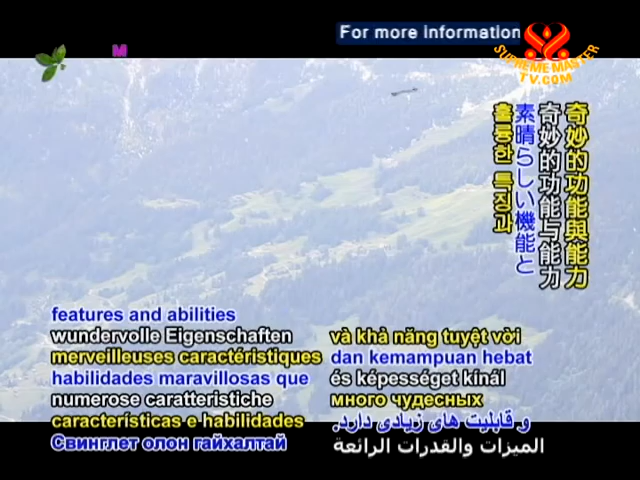 For more information
SUPREME MASTER
TV.COM
M
奇妙的功能與能力
奇妙的功能与能力
素晴らしい機能と
훌륭한 특징과
features and abilities
wundervolle Eigenschaften
merveilleuses caractéristiques
habilidades maravillosas que
numerose caratteristiche
características e habilidades
Свинглет олон гайхалтай
và khả năng tuyệt vời
dan kemampuan hebat
és képességet kínál
много чудесных
و قابلیت های زیادی دارد.
الميزات والقدرات الرائعة